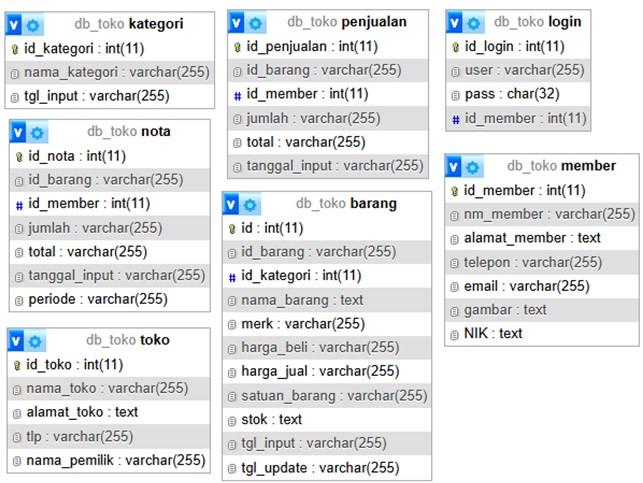 db_toko kategori
id_kategori : int(11)
nama_kategori : varchar(255)
tgl_input : varchar(255)
db_toko nota
id_nota : int(11)
id_barang : varchar(255)
id_member : int(11)
jumlah : varchar(255)
total : varchar(255)
tanggal_input : varchar(255)
periode : varchar(255)
db_toko toko
id_toko : int(11)
nama_toko : varchar(255)
alamat_toko : text
tlp : varchar(255)
nama_pemilik : varchar(255)
db_toko penjualan
id_penjualan : int(11)
id_barang : varchar(255)
id_member : int(11)
jumlah : varchar(255)
total : varchar(255)
tanggal_input : varchar(255)
db_toko barang
id : int(11)
id_barang : varchar(255)
id_kategori : int(11)
nama_barang : text
merk : varchar(255)
harga_beli : varchar(255)
harga_jual : varchar(255)
satuan_barang : varchar(255)
stok : text
tgl_input : varchar(255)
tgl_update : varchar(255)
db_toko login
id_login : int(11)
user : varchar(255)
pass : char(32)
id_member : int(11)
db_toko member
id_member : int(11)
nm_member : varchar(255)
alamat_member : text
telepon : varchar(255)
email : varchar(255)
gambar : text
NIK : text